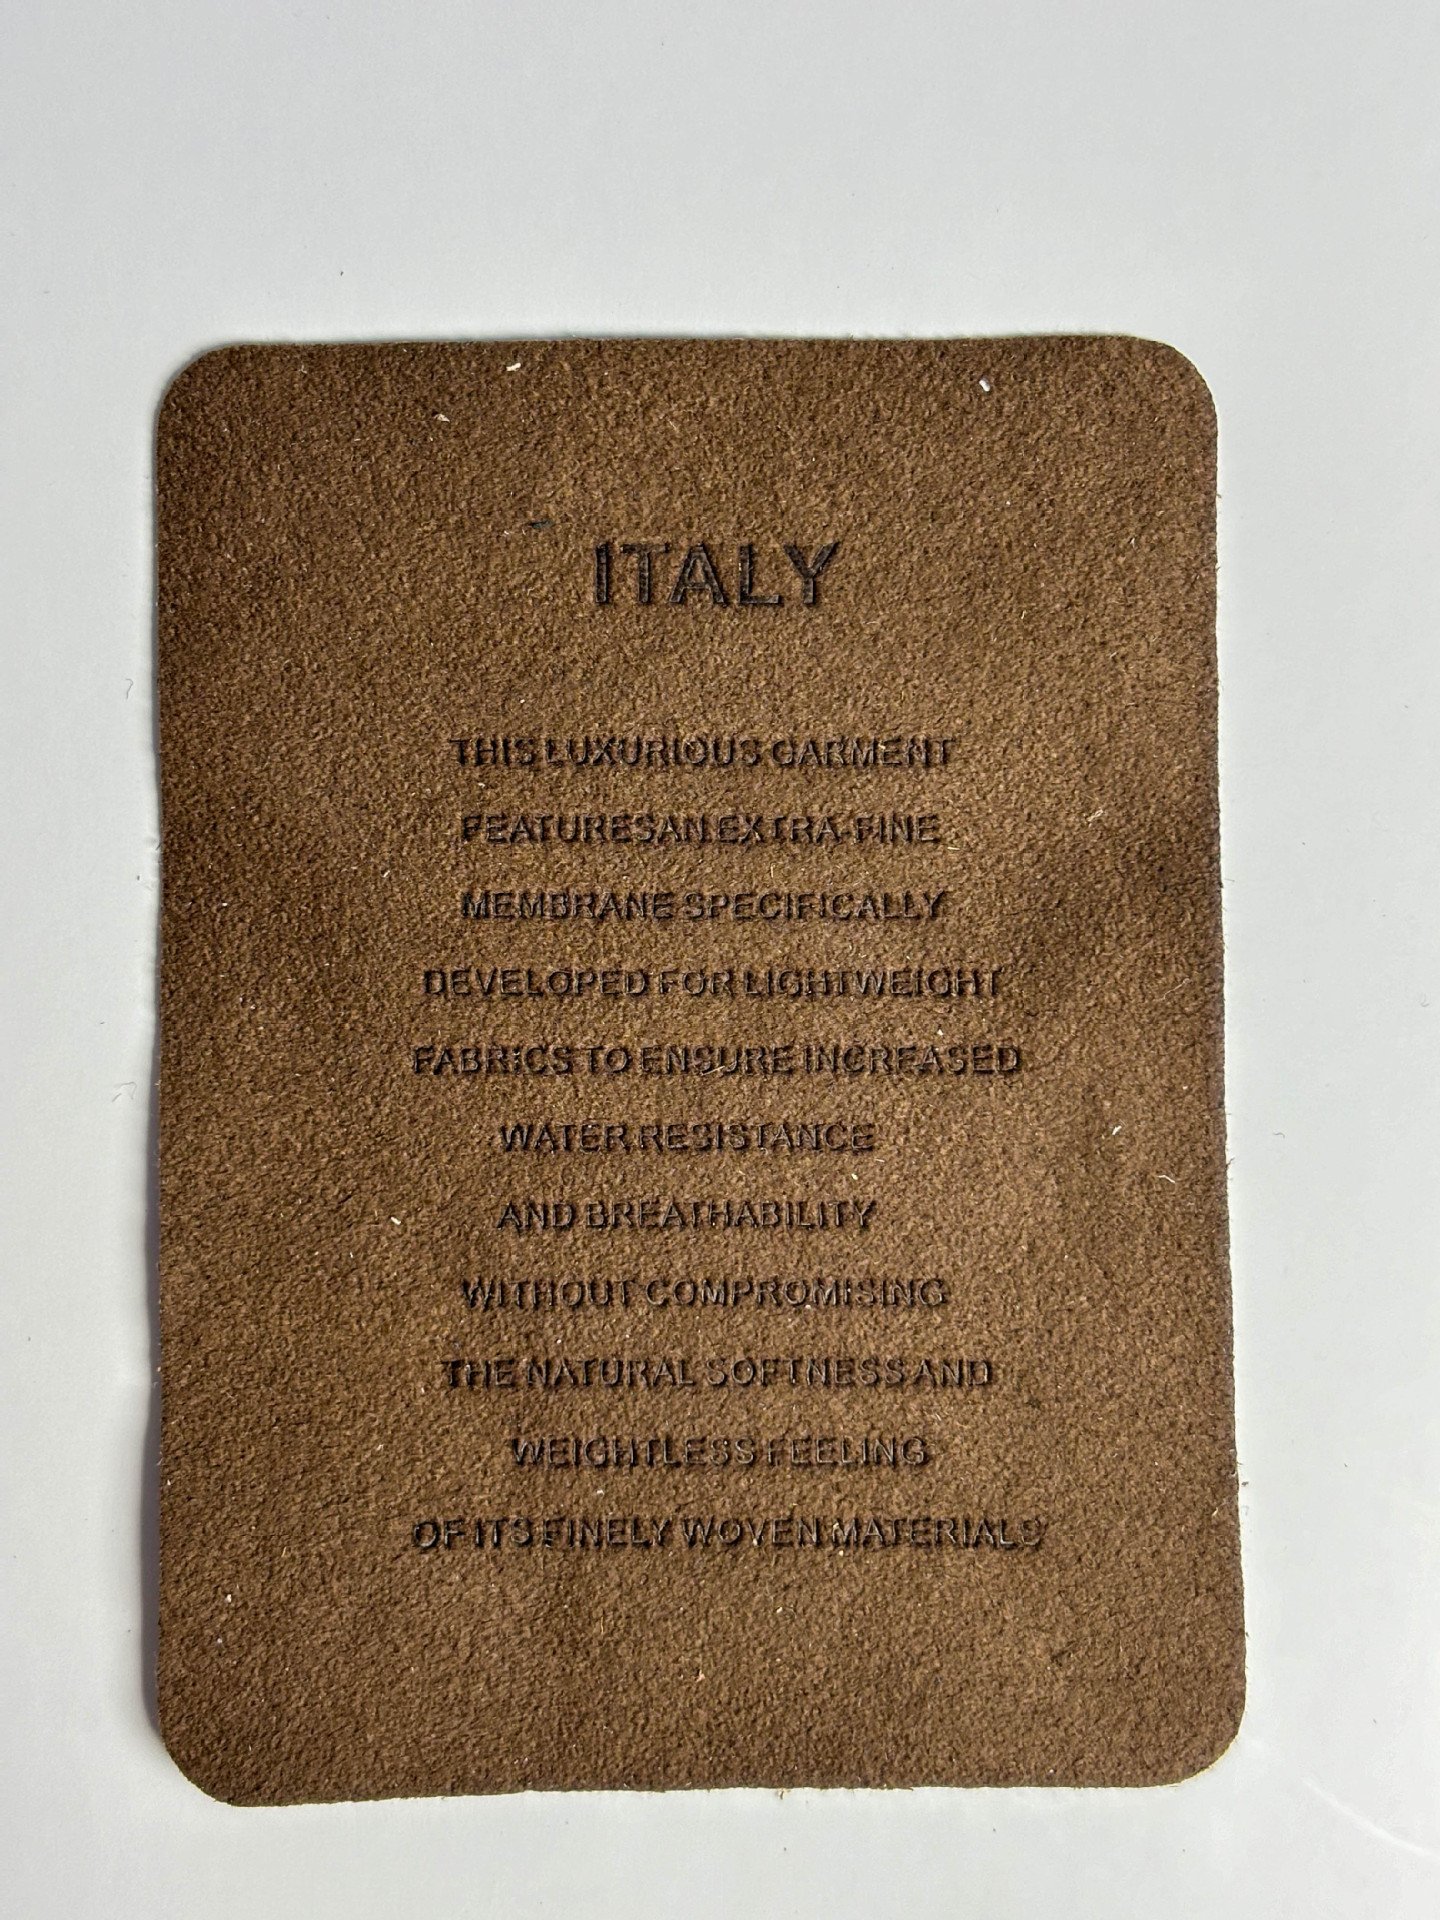 ITALY
THIS LUXURIOUS GARMENT
FEATURESAN EXTRA-FINE
MEMBRANE SPECIFICALLY
DEVELOPED FOR LIGHTWEIGHT
FABRICS TO ENSURE INCREASED
WATER RESISTANCE
AND BREATHABILITY
WITHOUT COMPROMISING
THE NATURAL SOFTNESS AND
WEIGHTLESS FEELING
OF ITS FINELY WOVEN MATERIALS